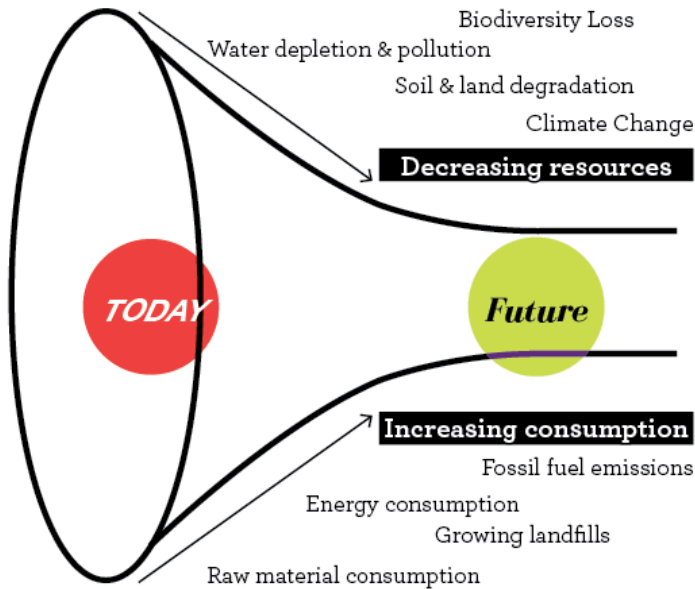 Biodiversity Loss
Water depletion & pollution
Soil & land degradation
Climate Change
Decreasing resources
TODAY
Future
Increasing consumption
Fossil fuel emissions
Energy consumption
Growing landfills
Raw material consumption